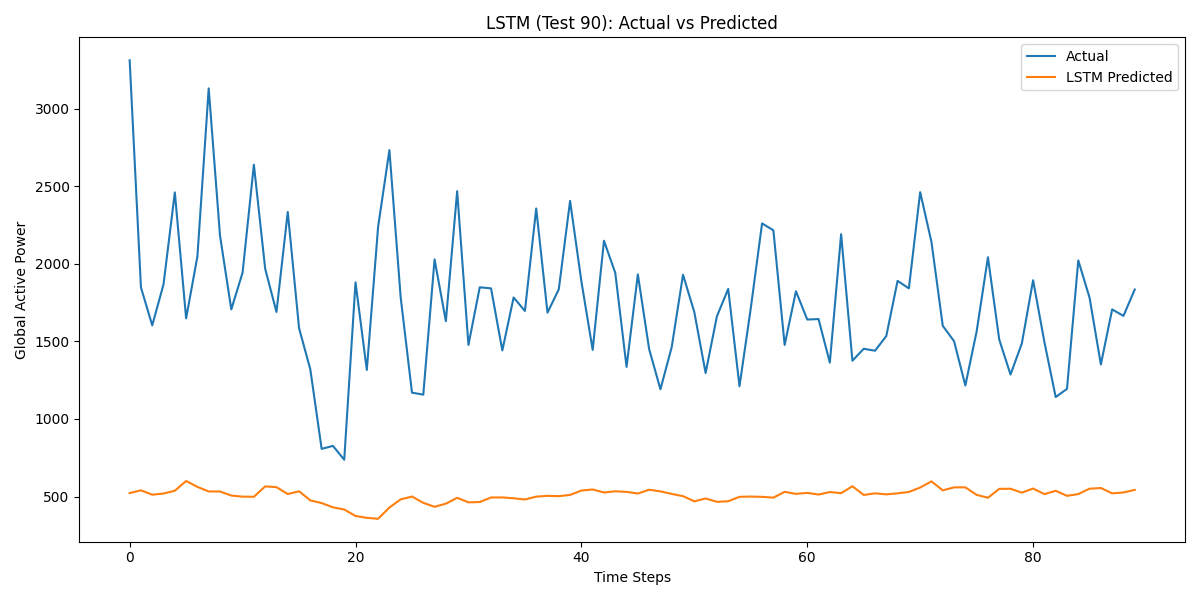 LSTM (Test 90): Actual vs Predicted
Actual
LSTM Predicted
Global Active Power
3000
2500
2000
1500
1000
500
0
20
40
60
80
Time Steps